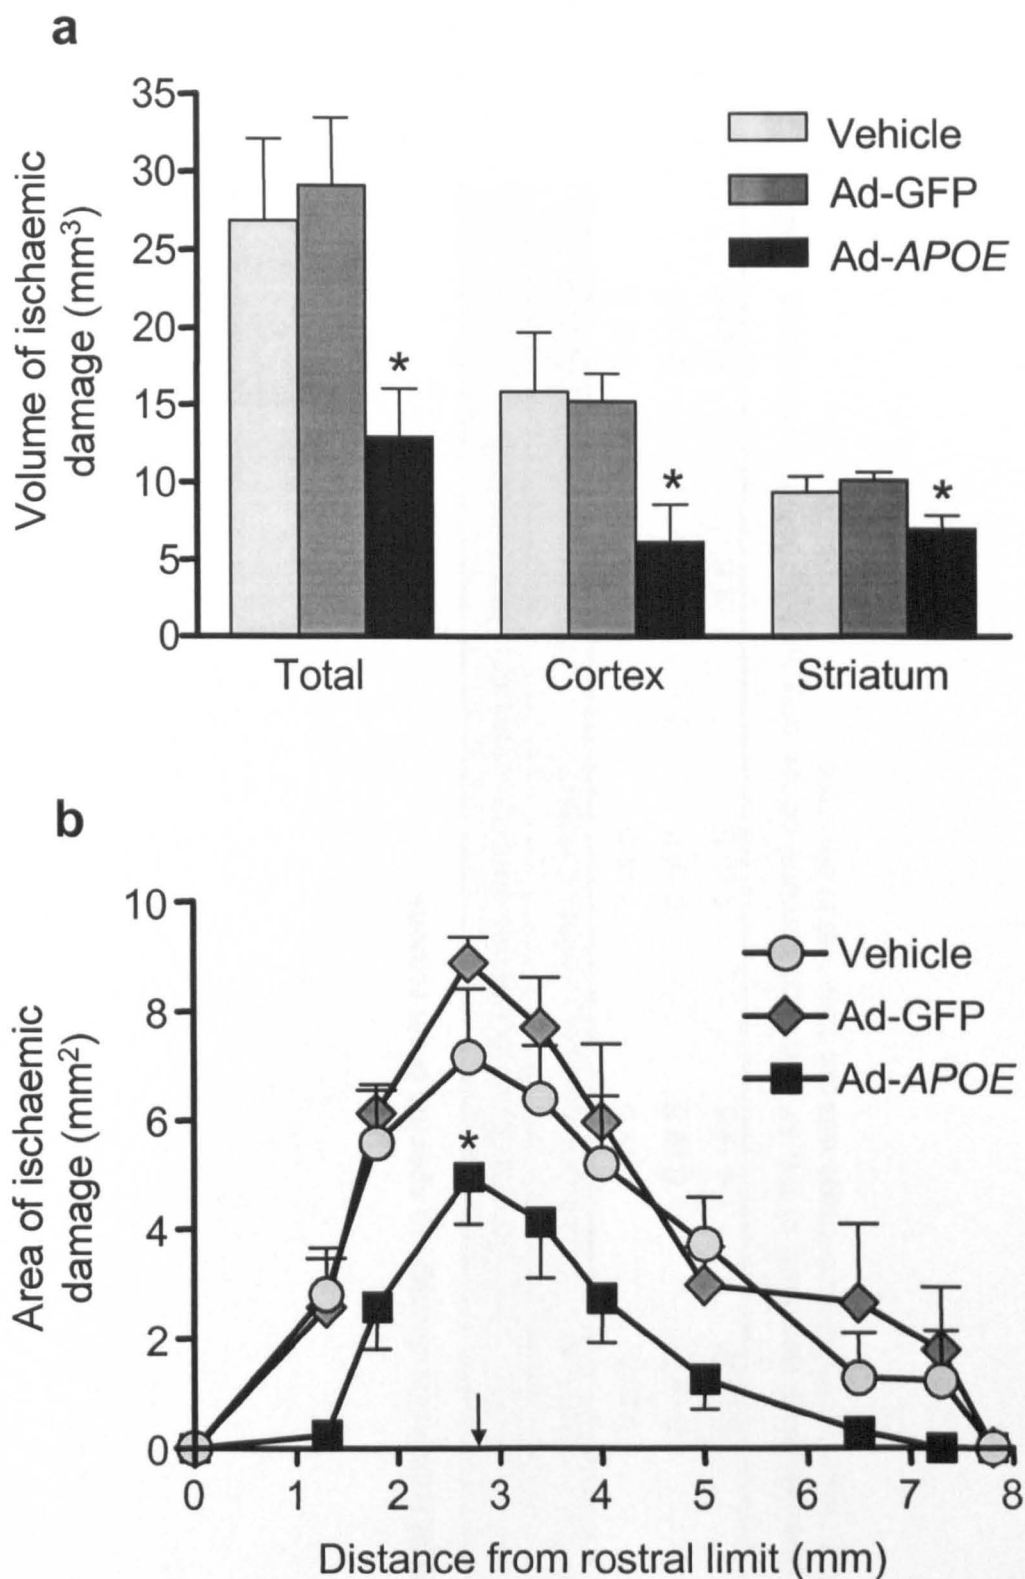 a
Volume of ischaemic
damage (mm³)
35
30
25
20
15
10
5
0
Vehicle
Ad-GFP
Ad-APOE
*
*
*
Total
Cortex
Striatum
b
Area of ischaemic
damage (mm²)
10
8
6
4
2
0
Vehicle
Ad-GFP
Ad-APOE
*
0 1 2 3 4 5 6 7 8
Distance from rostral limit (mm)